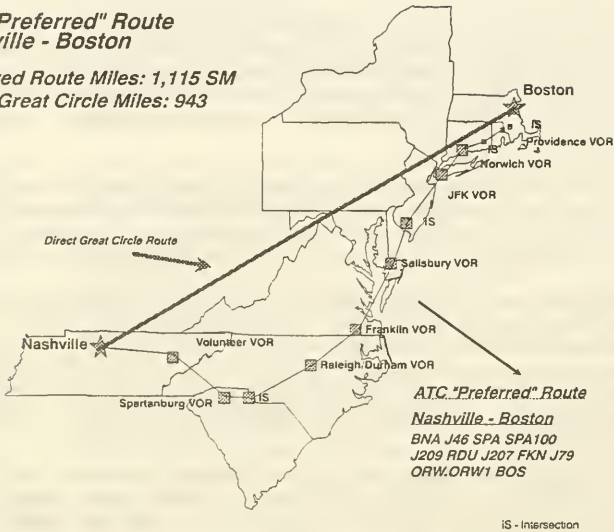 Preferred" Route
ville - Boston
red Route Miles: 1,115 SM
Great Circle Miles: 943
Boston
IS
Providence VOR
IS
Norwich VOR
JFK VOR
IS
Direct Great Circle Route
Salisbury VOR
Franklin VOR
Nashville
Volunteer VOR
Raleigh Durham VOR
Spartanburg VOR
IS
ATC "Preferred" Route
Nashville - Boston
BNA J46 SPA SPA100
J209 RDU J207 FKN J79
ORW.ORW1 BOS
iS - Intersection